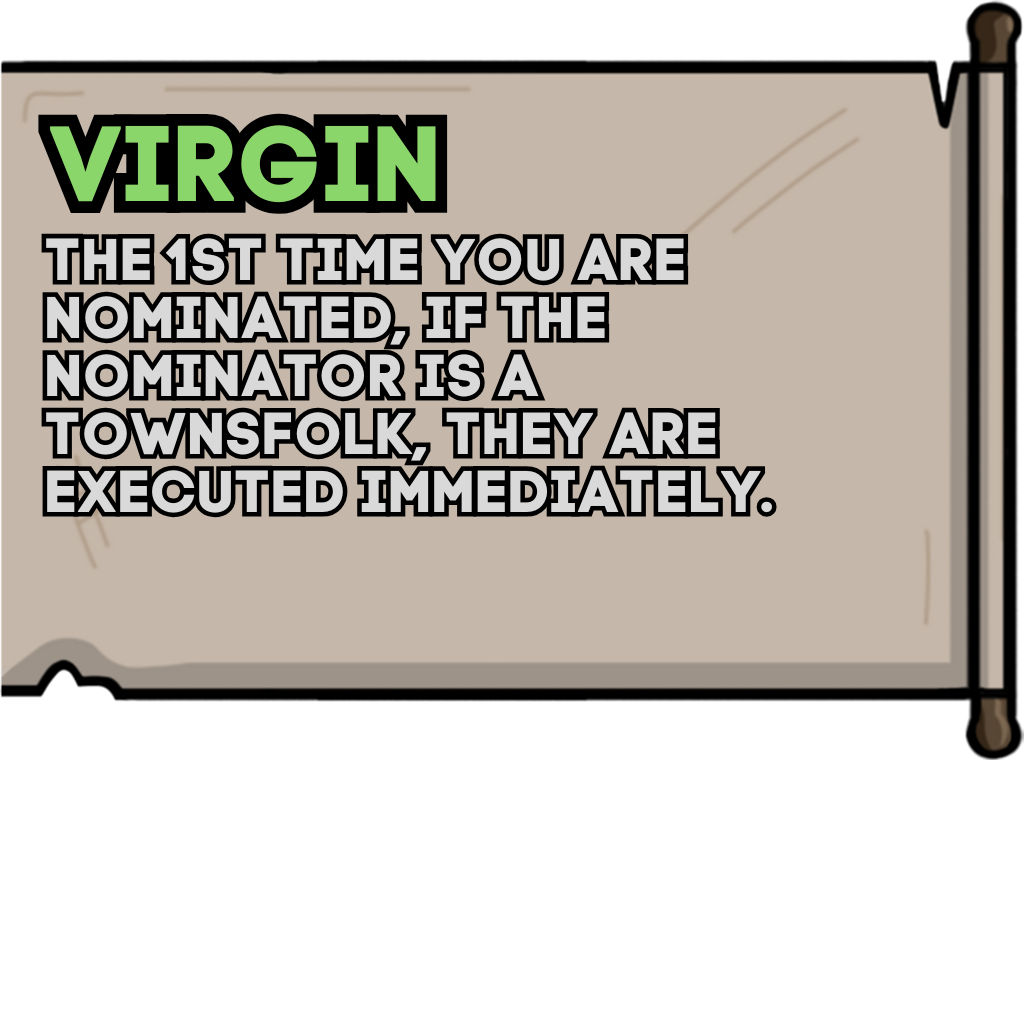 VIRGIN
THE 1ST TIME YOU ARE
NOMINATED, IF THE
NOMINATOR IS A
TOWNSFOLK, THEY ARE
EXECUTED IMMEDIATELY.